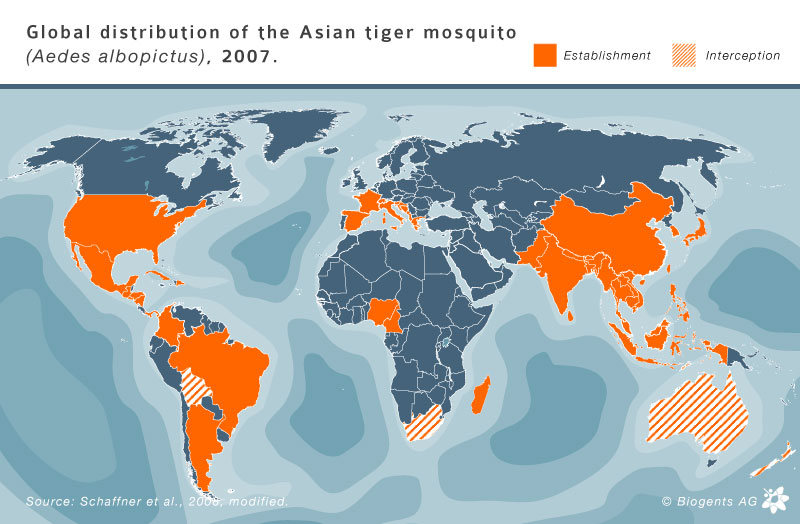 Global distribution of the Asian tiger mosquito
(Aedes albopictus), 2007.
Establishment
Interception
Source: Schaffner et al., 2008, modified.
© Biogents AG